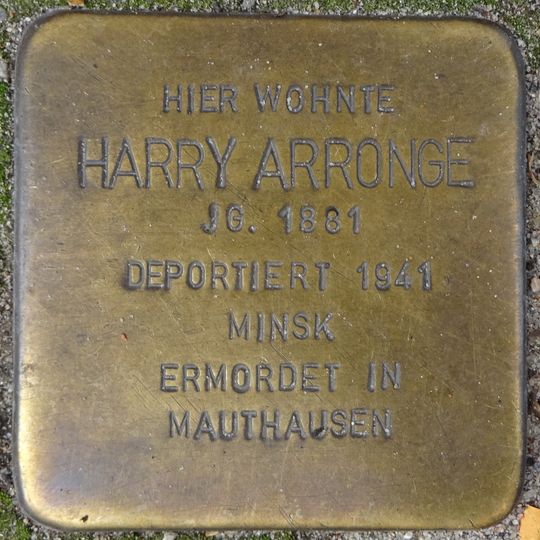 HIER WOHNTE
HARRY ARRONGE
JG. 1881
DEPORTIERT 1941
MINSK
ERMORDET IN
MAUTHAUSEN